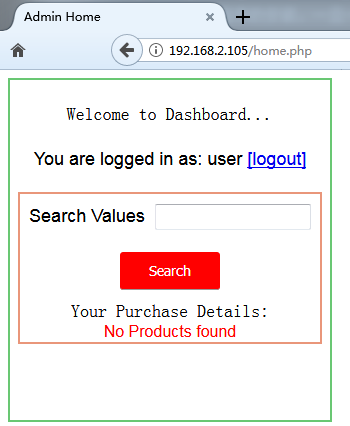 Admin Home
192.168.2.105/home.php
Welcome to Dashboard...
You are logged in as: user [logout]
Search Values
Search
Your Purchase Details:
No Products found